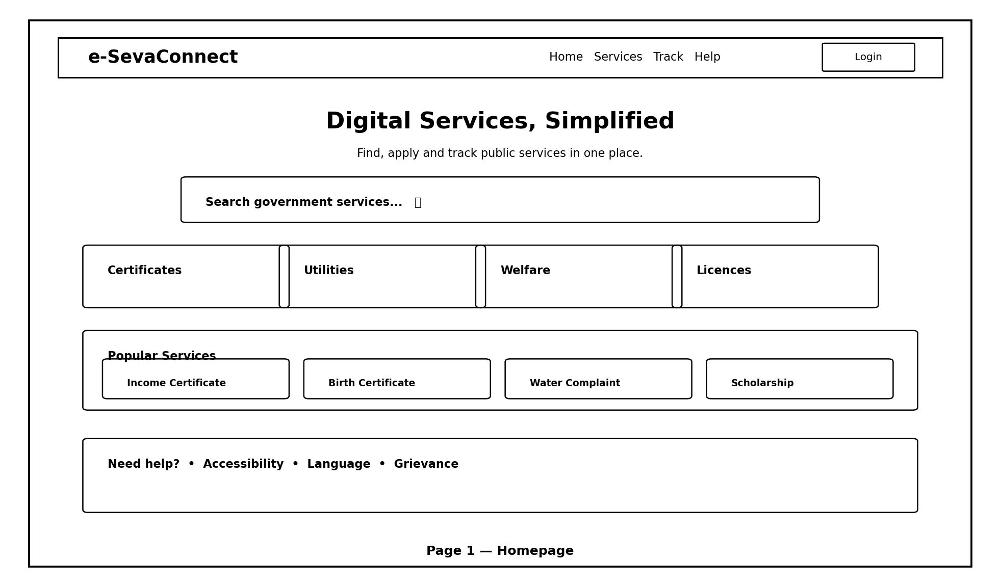 e-SevaConnect Home Services Track Help Login
Digital Services, Simplified
Find, apply and track public services in one place.
Search government services...
Certificates Utilities Welfare Licences
Popular Services
Income Certificate Birth Certificate Water Complaint Scholarship
Need help? • Accessibility • Language • Grievance
Page 1 — Homepage